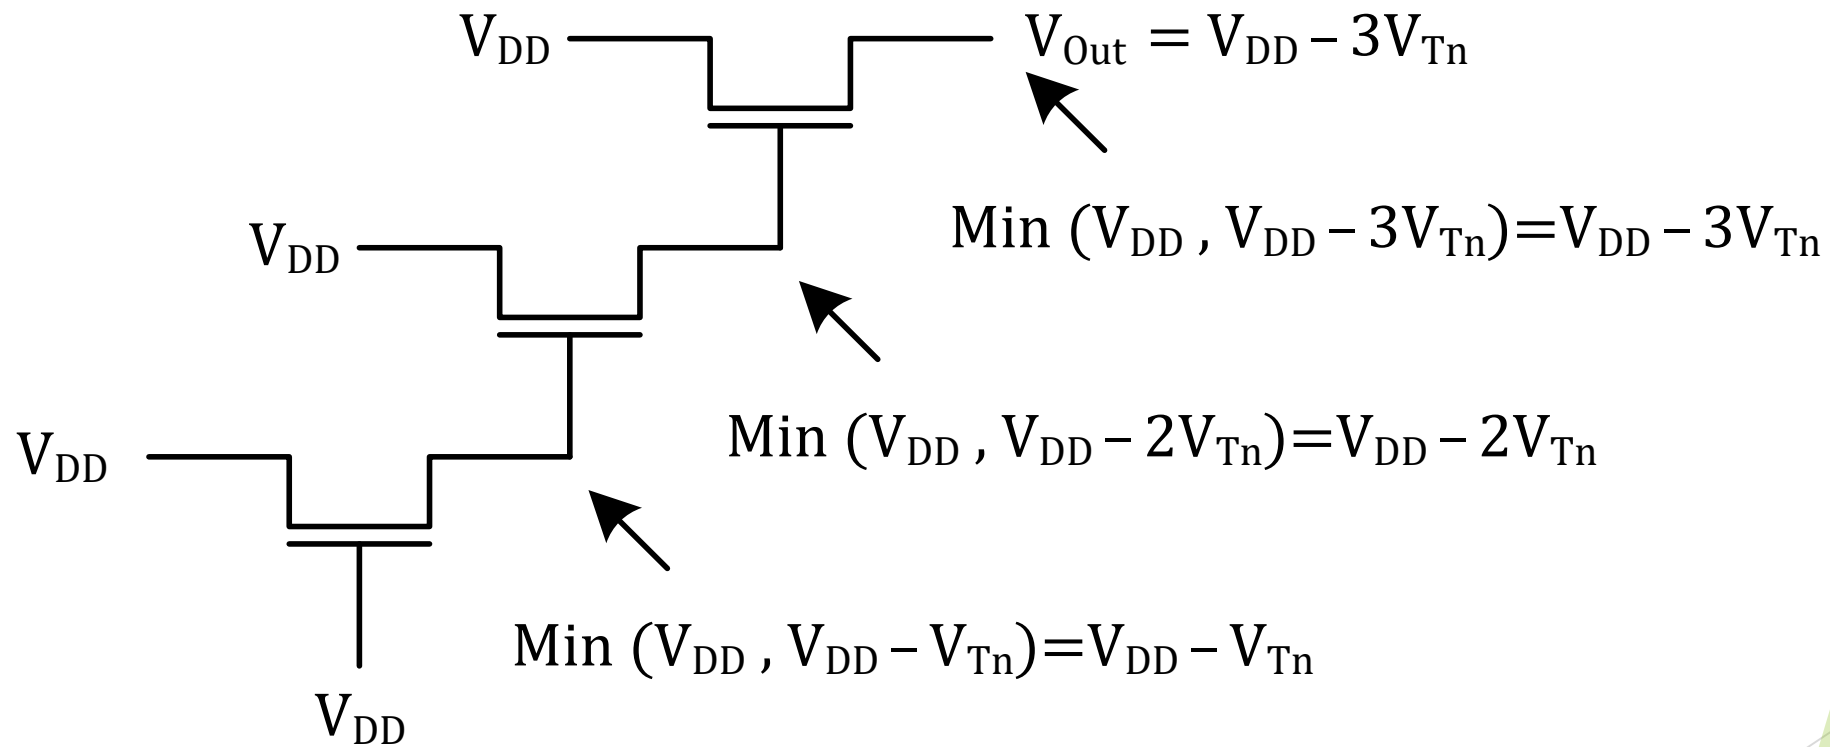 V_DD V_Out = V_DD – 3V_Tn
Min (V_DD , V_DD – 3V_Tn)=V_DD – 3V_Tn
V_DD
Min (V_DD , V_DD – 2V_Tn)=V_DD – 2V_Tn
V_DD
Min (V_DD , V_DD – V_Tn)=V_DD – V_Tn
V_DD